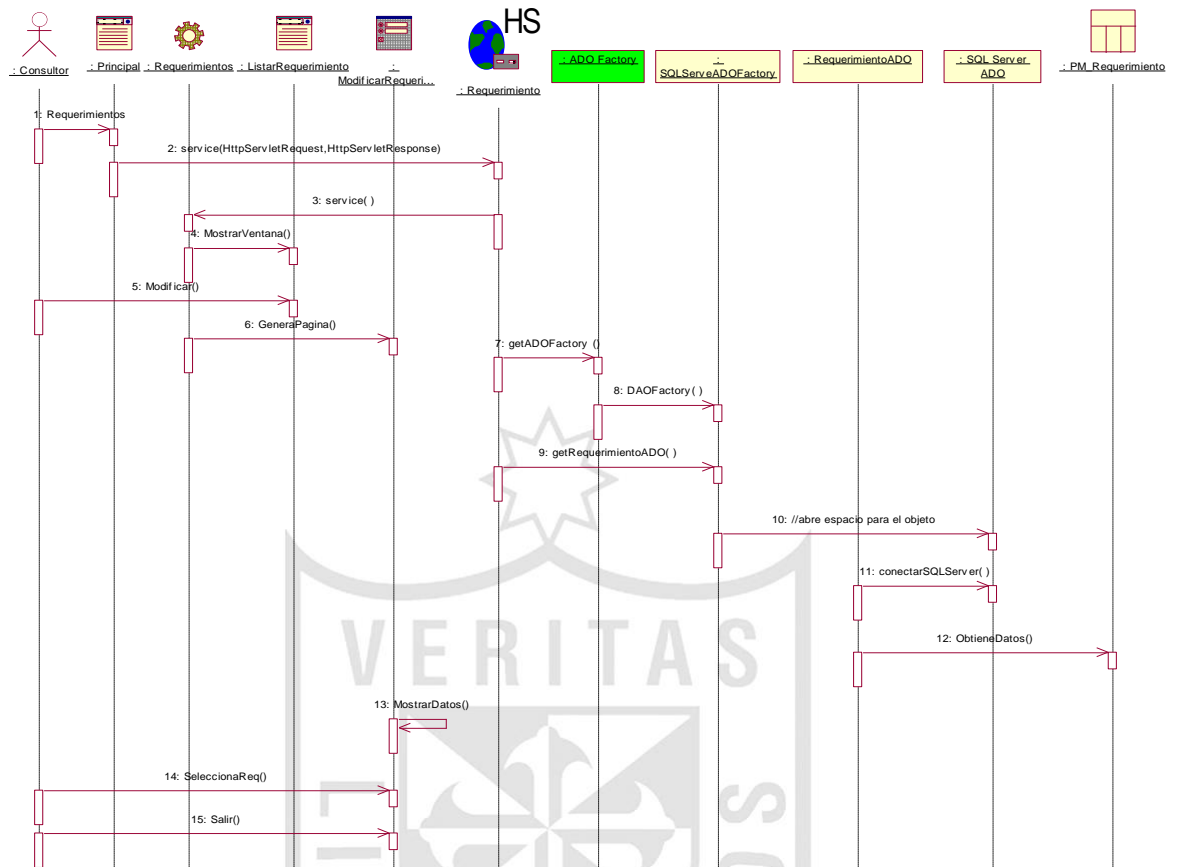 HS
: Consultor
: Principal
: Requerimientos
: ListarRequerimiento
:
ModificarRequeri...
: Requerimiento
: ADO Factory
:
SQLServeADOFactory
: RequerimientoADO
: SQL Server
ADO
: PM_Requerimiento
1: Requerimientos
2: service(HttpServletRequest,HttpServletResponse)
3: service( )
4: MostrarVentana()
5: Modificar()
6: GeneraPagina()
7: getADOFactory ()
8: DAOFactory( )
9: getRequerimientoADO( )
10: //abre espacio para el objeto
11: conectarSQLServer( )
12: ObtieneDatos()
13: MostrarDatos()
14: SeleccionaReq()
15: Salir()
VERITAS